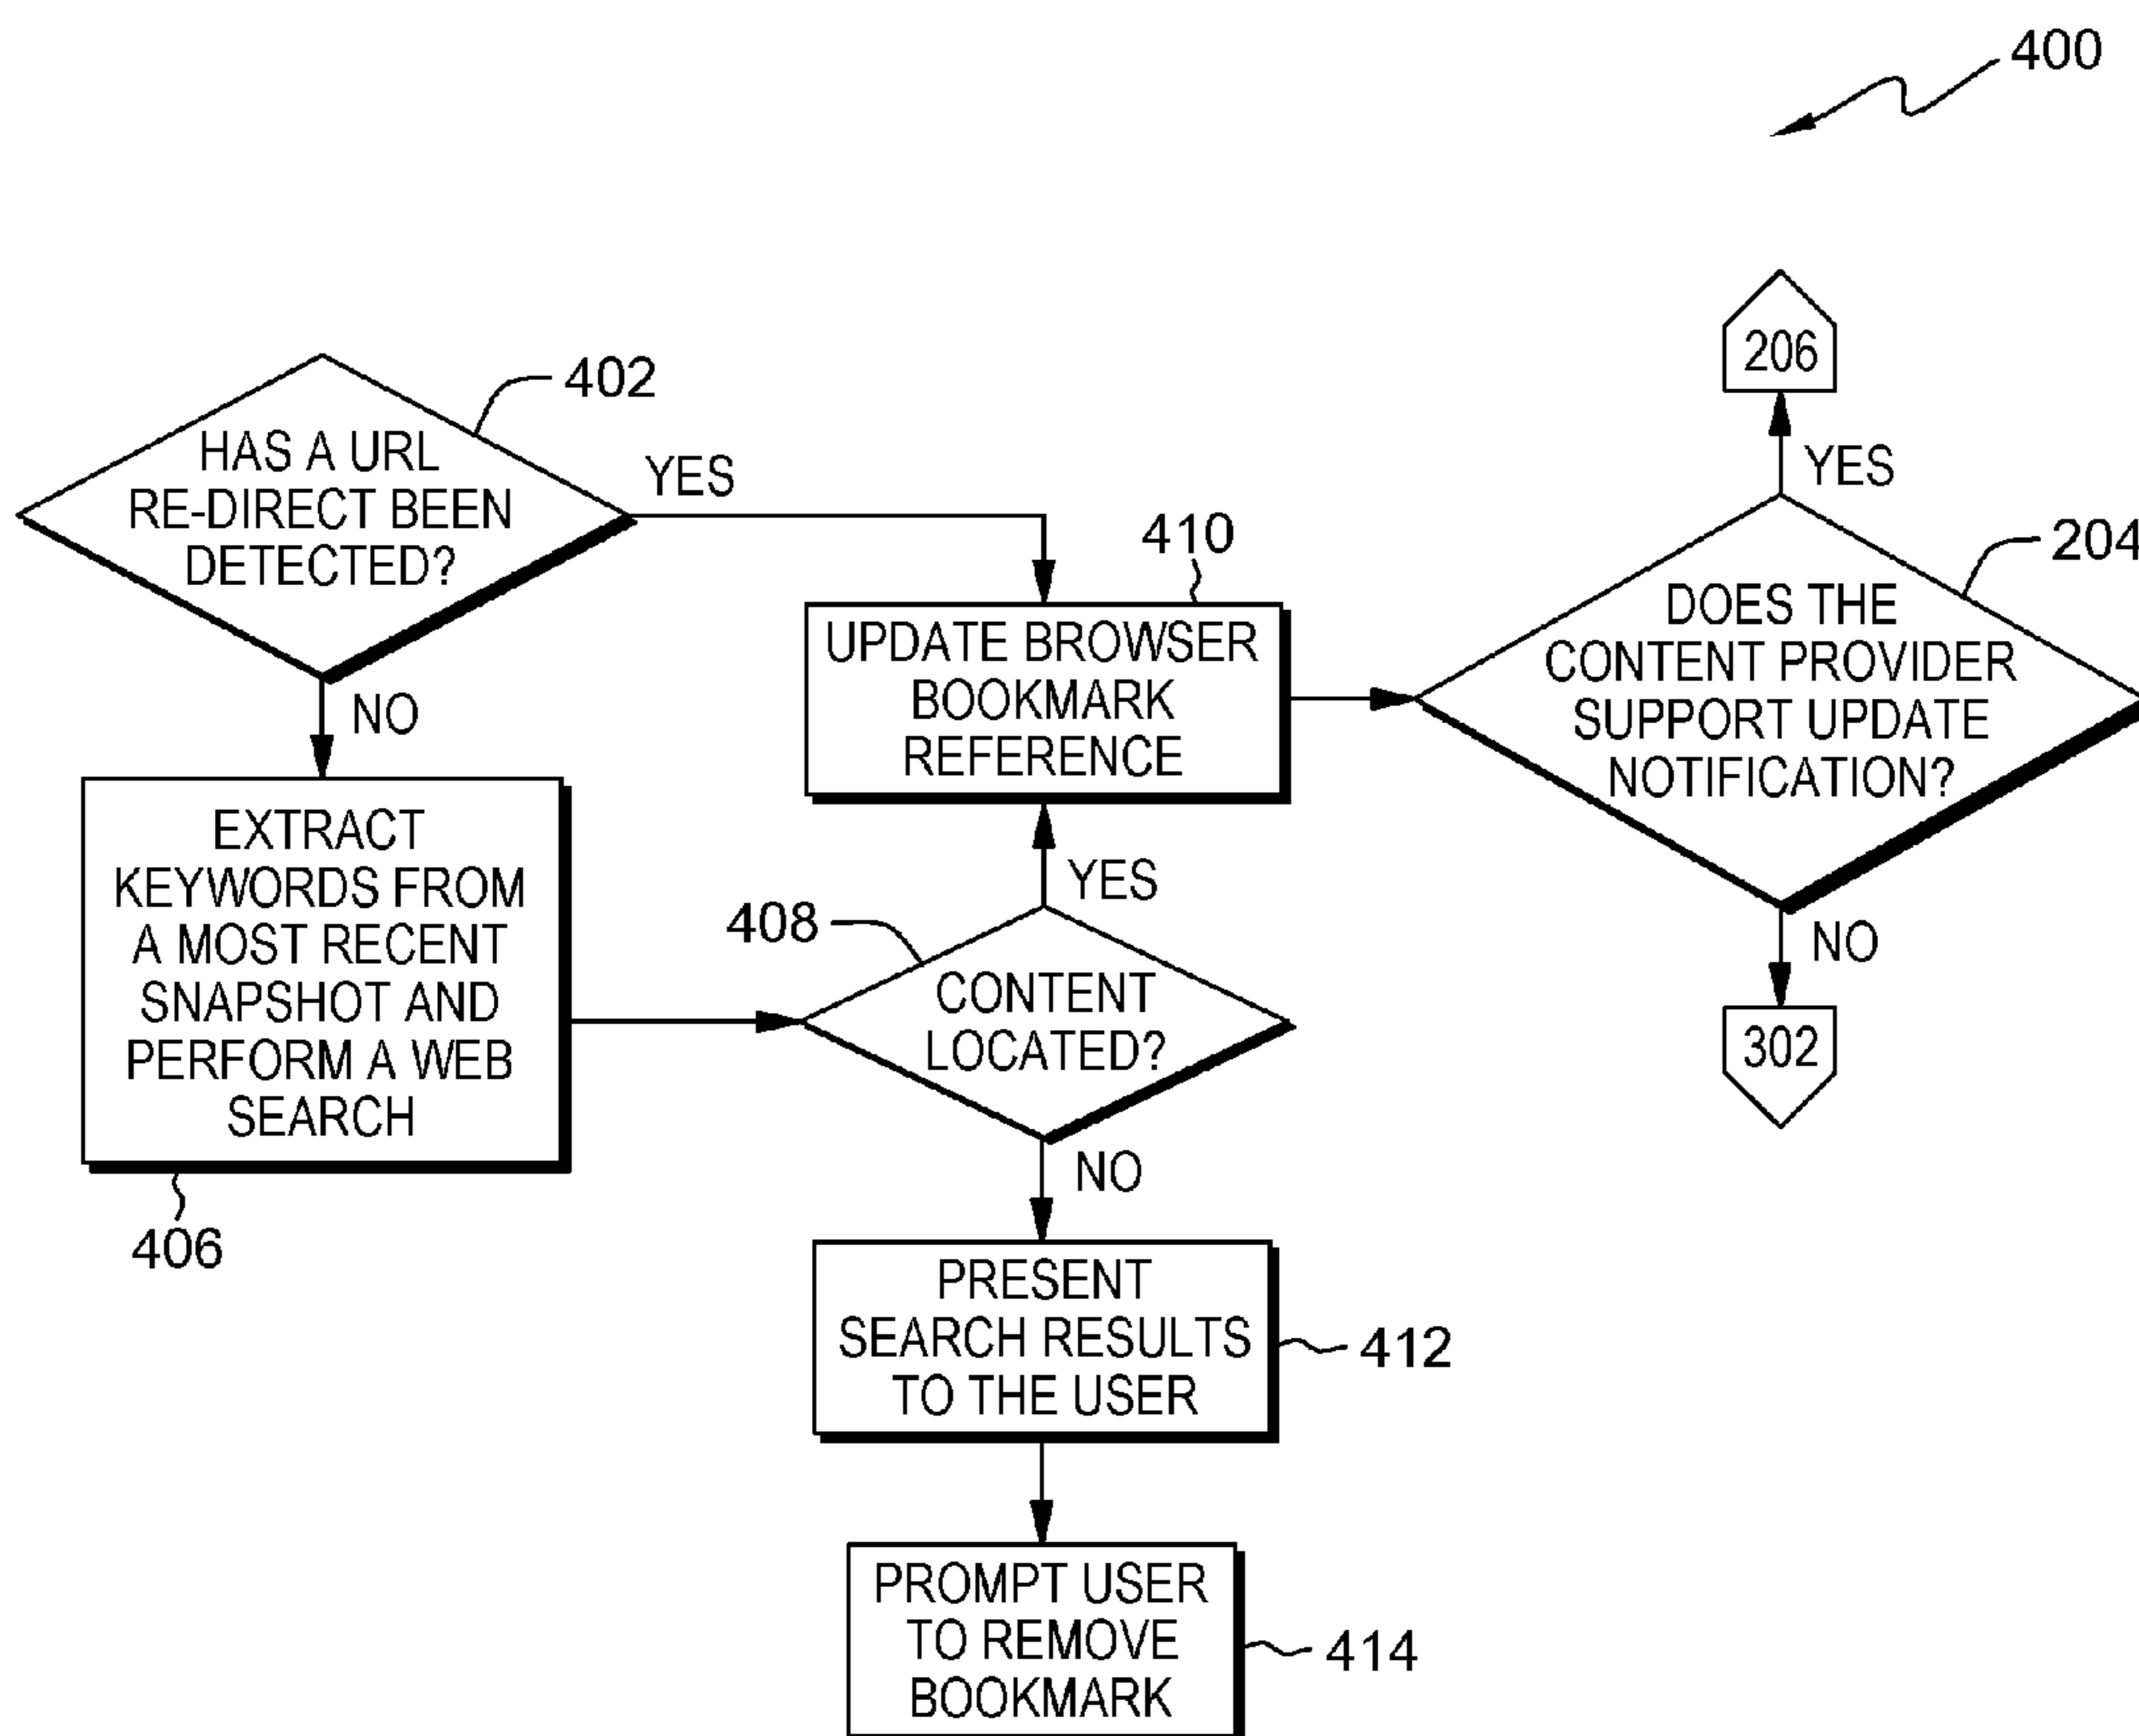 400
402
HAS A URL
RE-DIRECT BEEN
DETECTED?
YES
NO
EXTRACT
KEYWORDS FROM
A MOST RECENT
SNAPSHOT AND
PERFORM A WEB
SEARCH
406
410
UPDATE BROWSER
BOOKMARK
REFERENCE
YES
408
CONTENT
LOCATED?
NO
PRESENT
SEARCH RESULTS
TO THE USER
412
PROMPT USER
TO REMOVE
BOOKMARK
414
206
YES
204
DOES THE
CONTENT PROVIDER
SUPPORT UPDATE
NOTIFICATION?
NO
302